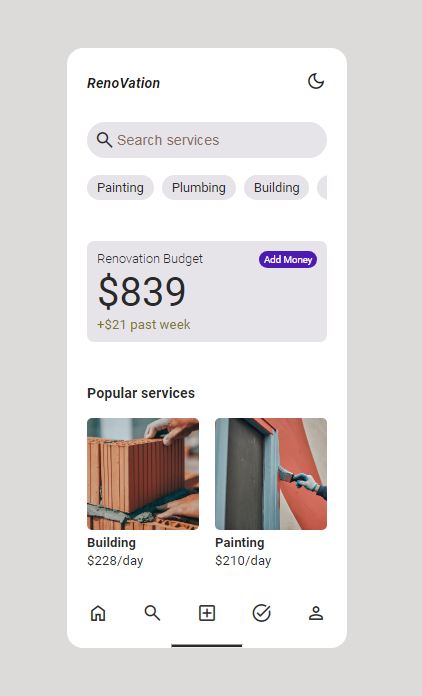 RenoVation
Search services
Painting Plumbing Building
Renovation Budget Add Money
$839
+$21 past week
Popular services
Building Painting
$228/day $210/day